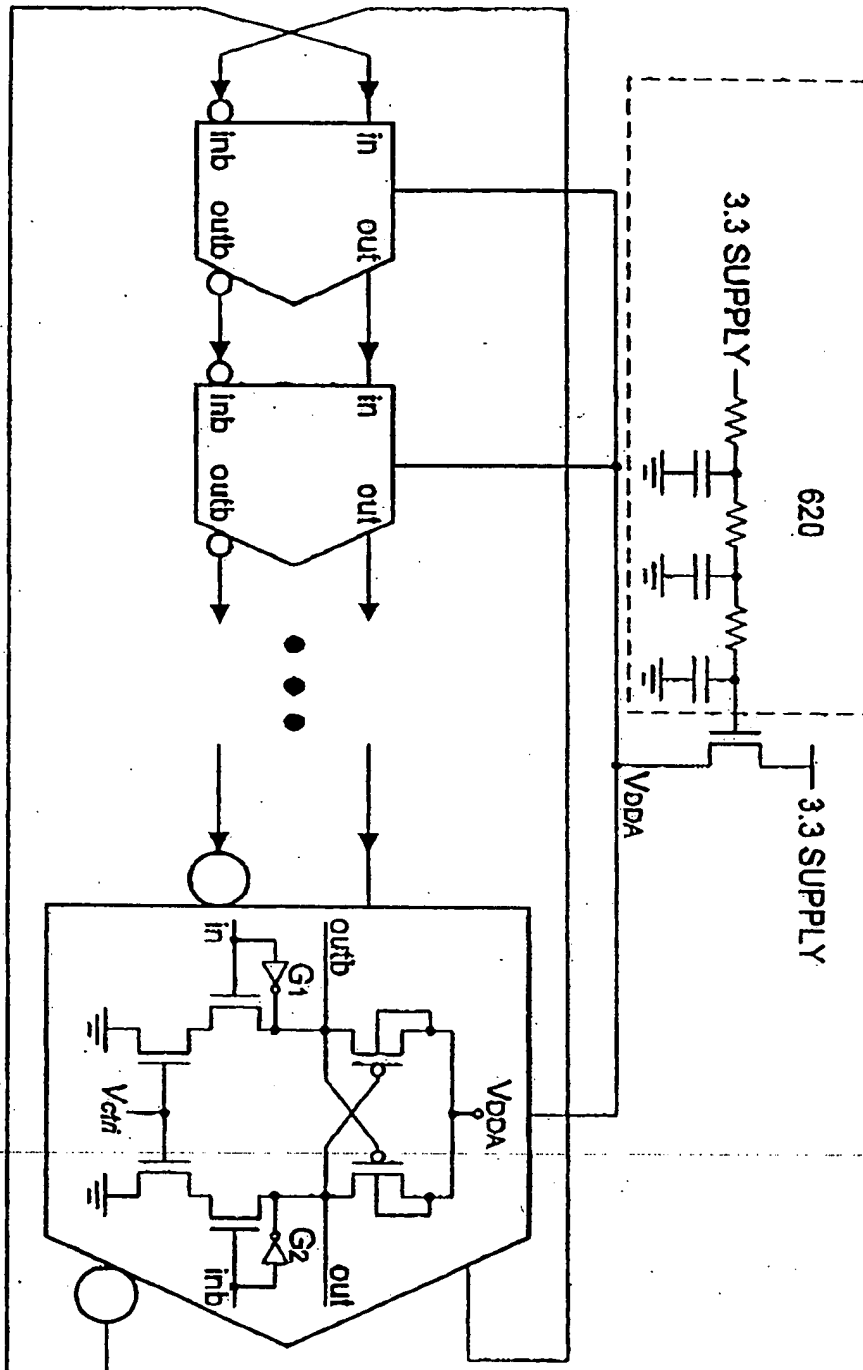 620
3.3 SUPPLY
3.3 SUPPLY
VDDA
in
inb
out
outb
in
inb
out
outb
VDDA
outb
out
G1
G2
in
inb
Vctrl